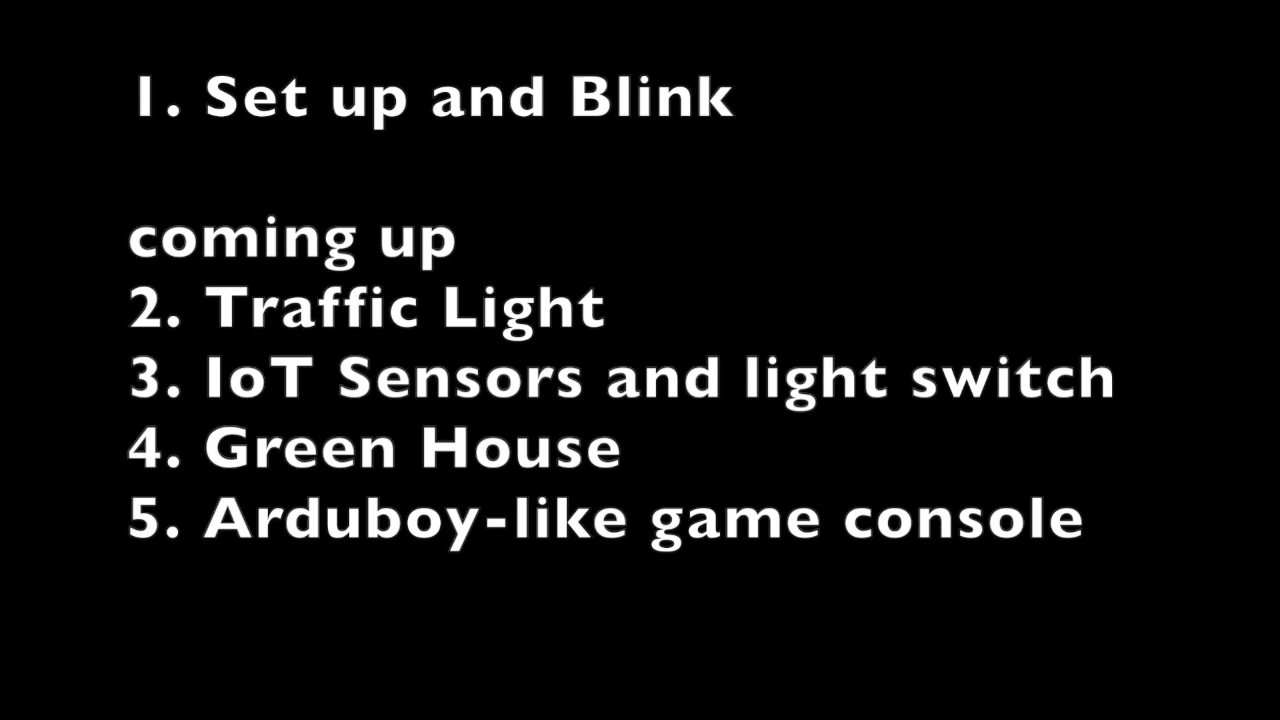 1. Set up and Blink
coming up
2. Traffic Light
3. IoT Sensors and light switch
4. Green House
5. Arduboy-like game console